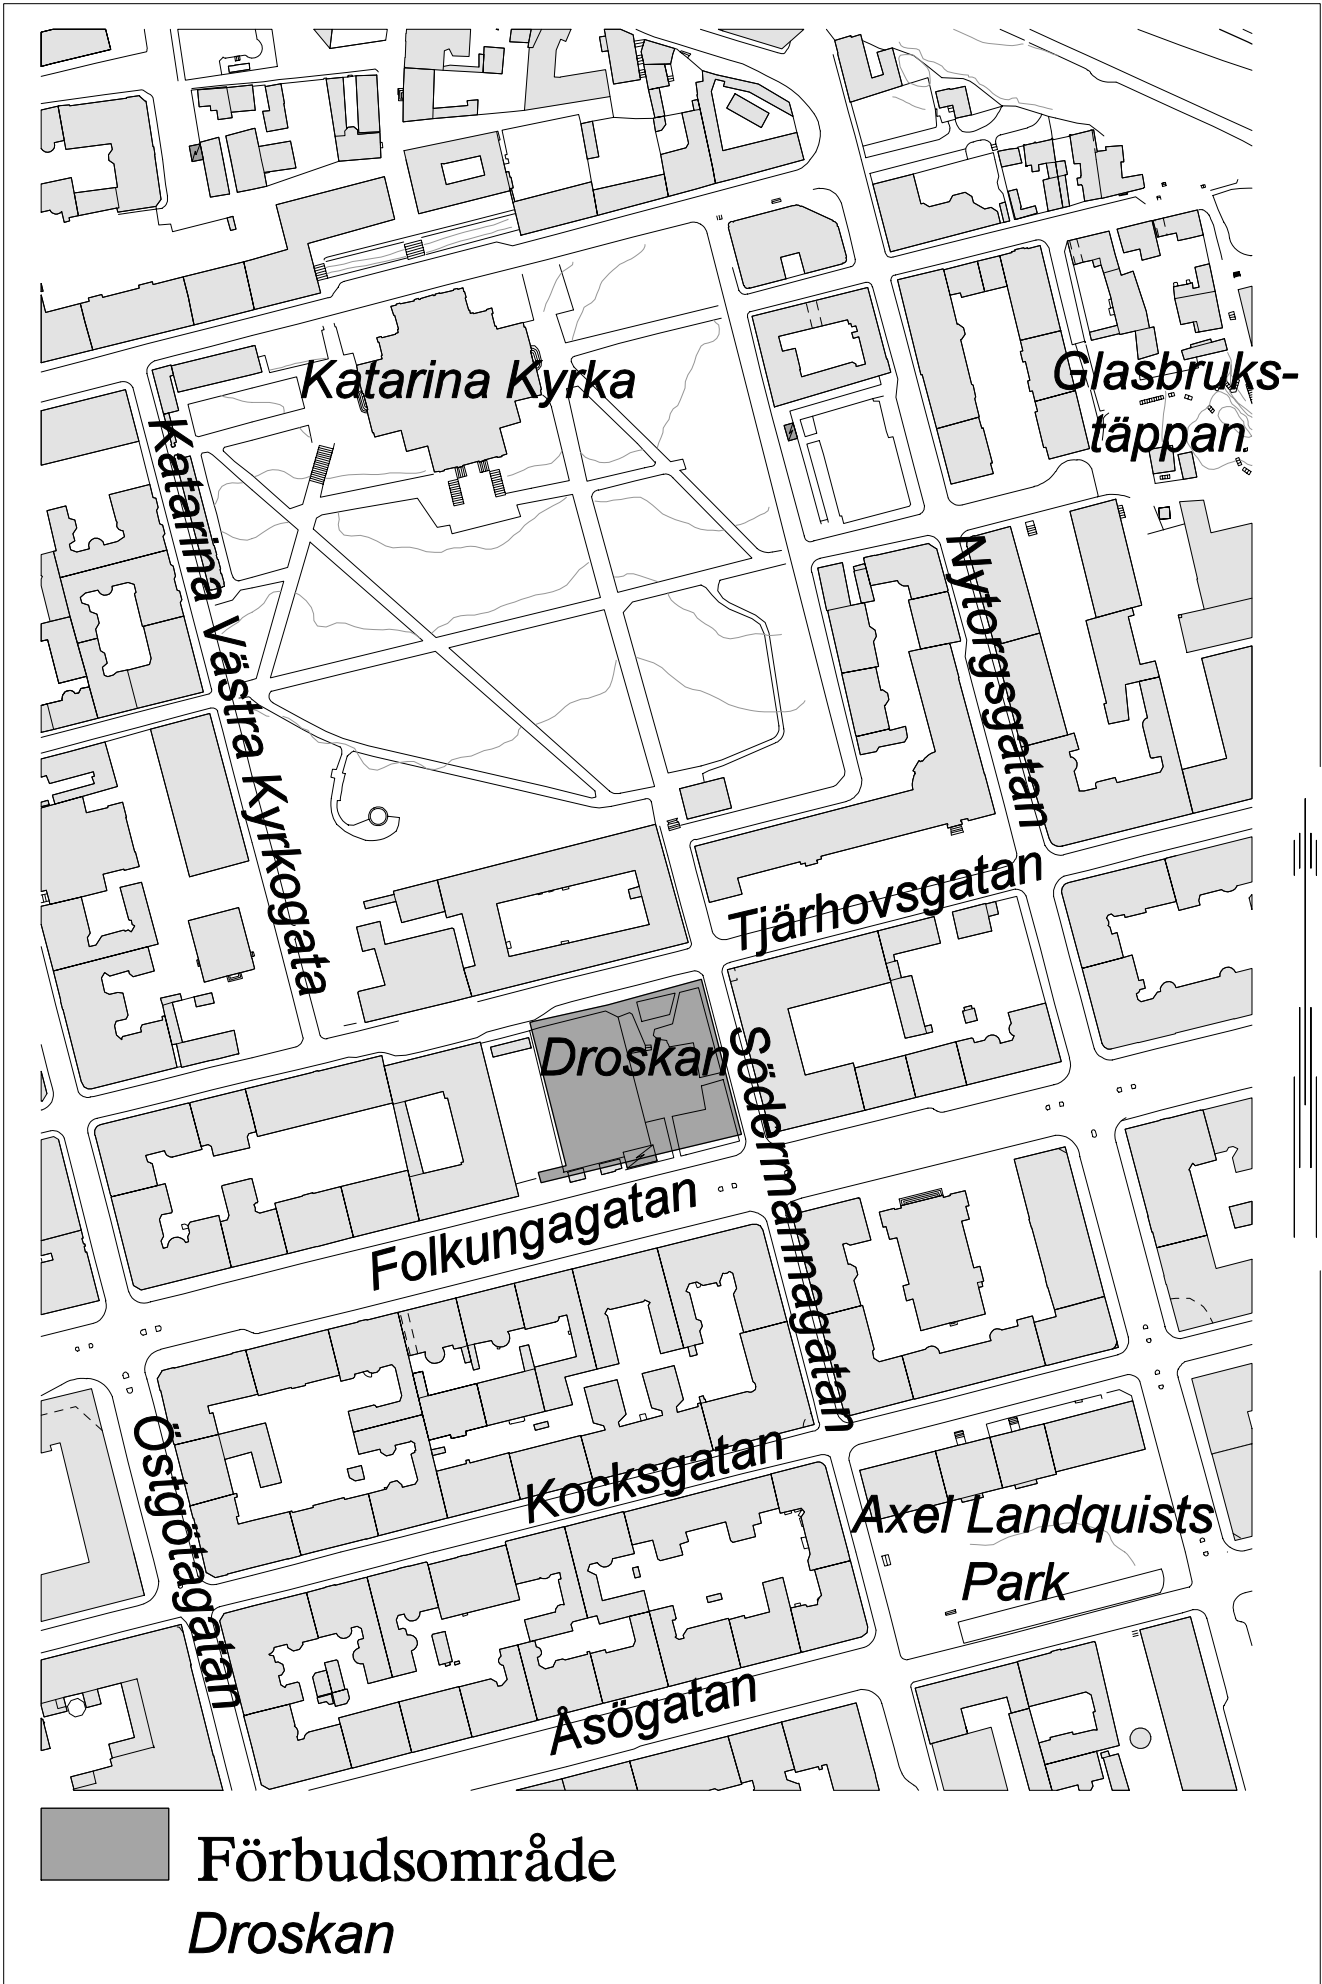 Katarina Kyrka
Glasbruks-
täppan.
Katarina Västra Kyrkogata
Nytorgsgatan
Tjärhovsgatan
Droskan
Södermannagatan
Folkungagatan
Östgötagatan
Kocksgatan
Axel Landquists
Park
Åsögatan
Förbudsområde
Droskan